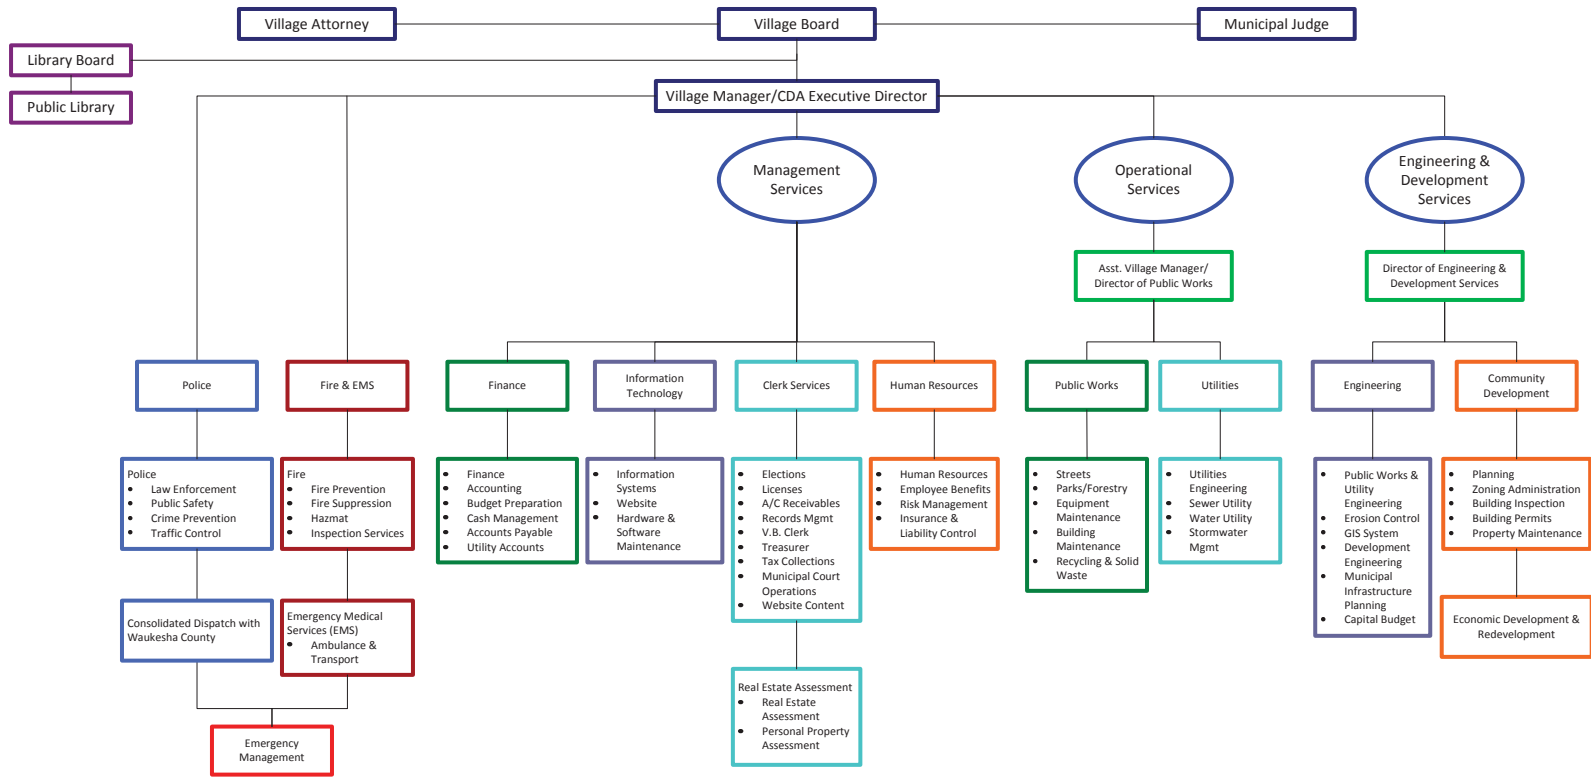 Village Attorney
Village Board
Municipal Judge
Library Board
Public Library
Village Manager/CDA Executive Director
Management
Services
Operational
Services
Engineering &
Development
Services
Asst. Village Manager/
Director of Public Works
Director of Engineering &
Development Services
Police
Fire & EMS
Finance
Information
Technology
Clerk Services
Human Resources
Public Works
Utilities
Engineering
Community
Development
Police
• Law Enforcement
• Public Safety
• Crime Prevention
• Traffic Control
Fire
• Fire Prevention
• Fire Suppression
• Hazmat
• Inspection Services
• Finance
• Accounting
• Budget Preparation
• Cash Management
• Accounts Payable
• Utility Accounts
• Information
Systems
• Website
• Hardware &
Software
Maintenance
• Elections
• Licenses
• A/C Receivables
• Records Mgmt
• V.B. Clerk
• Treasurer
• Tax Collections
• Municipal Court
Operations
• Website Content
• Human Resources
• Employee Benefits
• Risk Management
• Insurance &
Liability Control
• Streets
• Parks/Forestry
• Equipment
Maintenance
• Building
Maintenance
• Recycling & Solid
Waste
• Utilities
Engineering
• Sewer Utility
• Water Utility
• Stormwater
Mgmt
• Public Works &
Utility
Engineering
• Erosion Control
• GIS System
• Development
Engineering
• Municipal
Infrastructure
Planning
• Capital Budget
• Planning
• Zoning Administration
• Building Inspection
• Building Permits
• Property Maintenance
Consolidated Dispatch with
Waukesha County
Emergency Medical
Services (EMS)
• Ambulance &
Transport
Economic Development &
Redevelopment
Real Estate Assessment
• Real Estate
Assessment
• Personal Property
Assessment
Emergency
Management